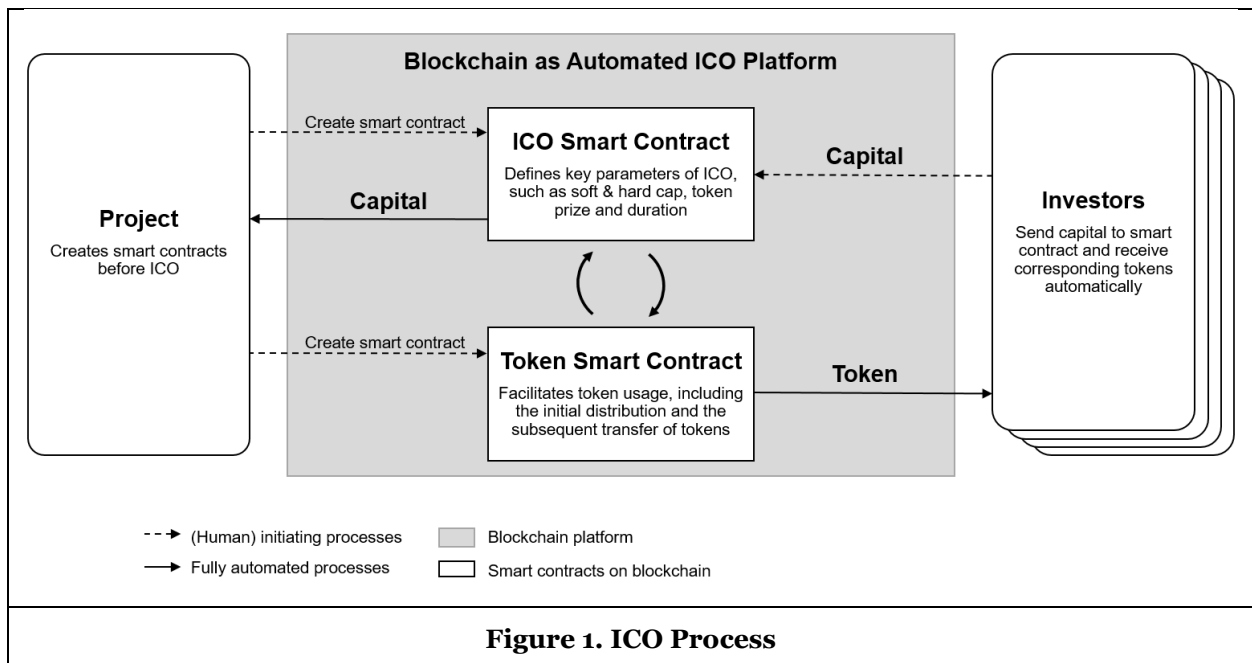 Blockchain as Automated ICO Platform
Create smart contract
ICO Smart Contract
Defines key parameters of ICO,
such as soft & hard cap, token
prize and duration
Capital
Capital
Project
Creates smart contracts
before ICO
Investors
Send capital to smart
contract and receive
corresponding tokens
automatically
Create smart contract
Token Smart Contract
Facilitates token usage, including
the initial distribution and the
subsequent transfer of tokens
Token
(Human) initiating processes
Blockchain platform
Fully automated processes
Smart contracts on blockchain
Figure 1. ICO Process